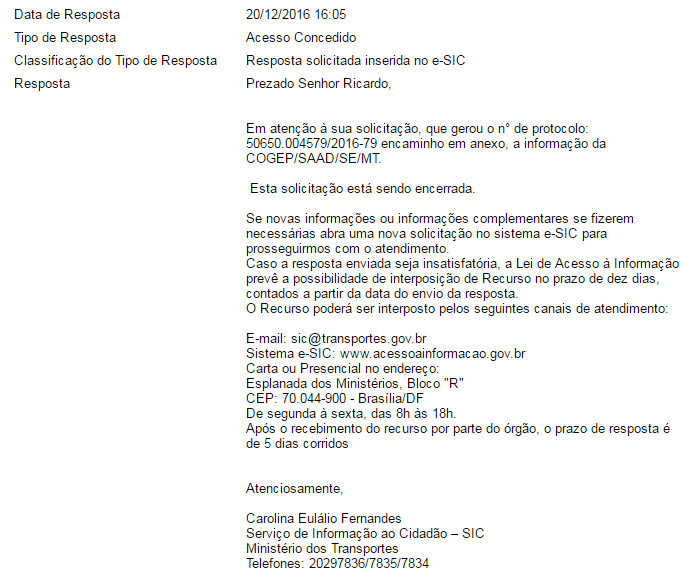 Data de Resposta 20/12/2016 16:05
Tipo de Resposta Acesso Concedido
Classificação do Tipo de Resposta Resposta solicitada inserida no e-SIC
Resposta Prezado Senhor Ricardo,
Em atenção à sua solicitação, que gerou o n° de protocolo:
50650.004579/2016-79 encaminho em anexo, a informação da
COGEP/SAAD/SE/MT.
Esta solicitação está sendo encerrada.
Se novas informações ou informações complementares se fizerem
necessárias abra uma nova solicitação no sistema e-SIC para
prosseguirmos com o atendimento.
Caso a resposta enviada seja insatisfatória, a Lei de Acesso à Informação
prevê a possibilidade de interposição de Recurso no prazo de dez dias,
contados a partir da data do envio da resposta.
O Recurso poderá ser interposto pelos seguintes canais de atendimento:
E-mail: sic@transportes.gov.br
Sistema e-SIC: www.acessoainformacao.gov.br
Carta ou Presencial no endereço:
Esplanada dos Ministérios, Bloco "R"
CEP: 70.044-900 - Brasília/DF
De segunda à sexta, das 8h às 18h.
Após o recebimento do recurso por parte do órgão, o prazo de resposta é
de 5 dias corridos
Atenciosamente,
Carolina Eulálio Fernandes
Serviço de Informação ao Cidadão – SIC
Ministério dos Transportes
Telefones: 20297836/7835/7834